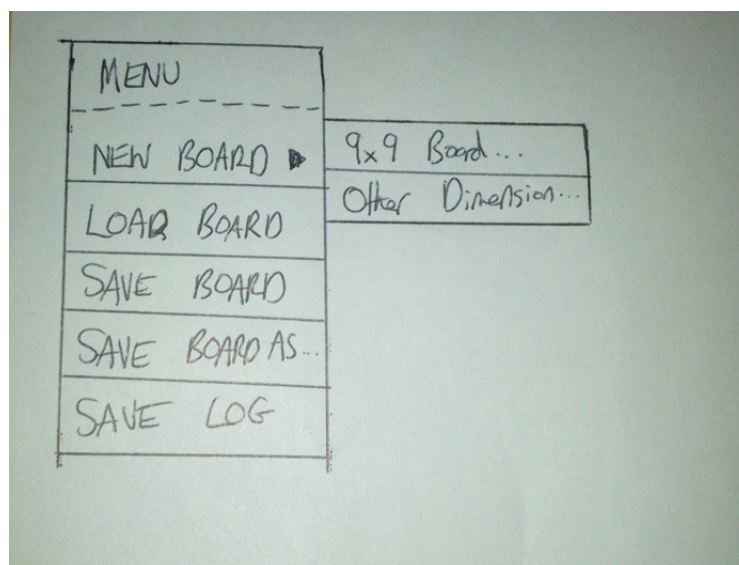 MENU
NEW BOARD ▶
9x9 Board...
Other Dimension...
LOAD BOARD
SAVE BOARD
SAVE BOARD AS...
SAVE LOG